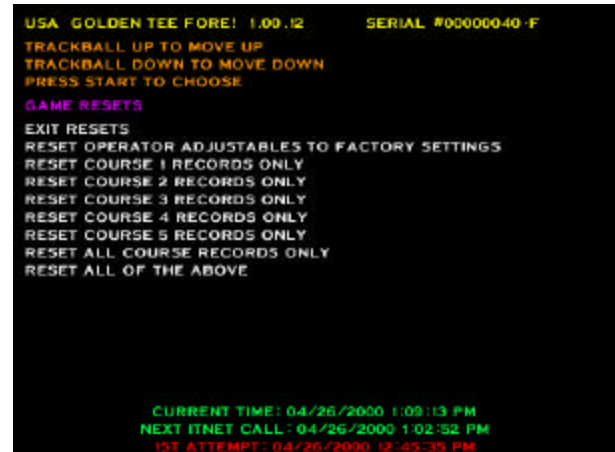 USA GOLDEN TEE FORE! 1.00.12 SERIAL #00000040-F
TRACKBALL UP TO MOVE UP
TRACKBALL DOWN TO MOVE DOWN
PRESS START TO CHOOSE
GAME RESETS
EXIT RESETS
RESET OPERATOR ADJUSTABLES TO FACTORY SETTINGS
RESET COURSE 1 RECORDS ONLY
RESET COURSE 2 RECORDS ONLY
RESET COURSE 3 RECORDS ONLY
RESET COURSE 4 RECORDS ONLY
RESET COURSE 5 RECORDS ONLY
RESET ALL COURSE RECORDS ONLY
RESET ALL OF THE ABOVE
CURRENT TIME: 04/26/2000 1:09:13 PM
NEXT ITNET CALL: 04/26/2000 1:02:52 PM
1ST ATTEMPT: 04/26/2000 12:45:35 PM